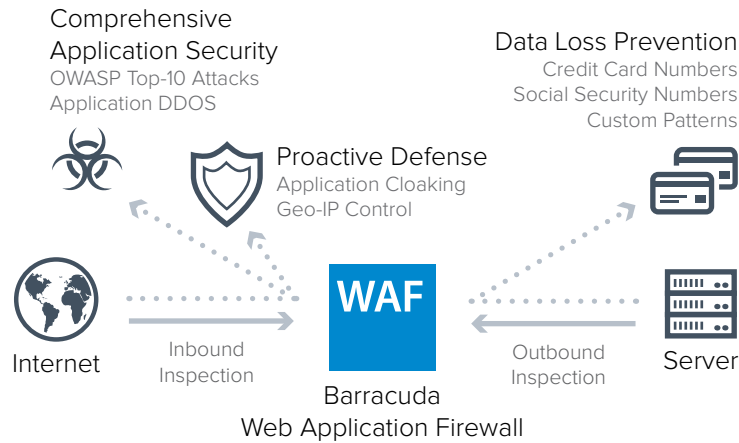 Comprehensive
Application Security
OWASP Top-10 Attacks
Application DDOS
Data Loss Prevention
Credit Card Numbers
Social Security Numbers
Custom Patterns
Proactive Defense
Application Cloaking
Geo-IP Control
WAF
Internet
Inbound
Inspection
Outbound
Inspection
Server
Barracuda
Web Application Firewall